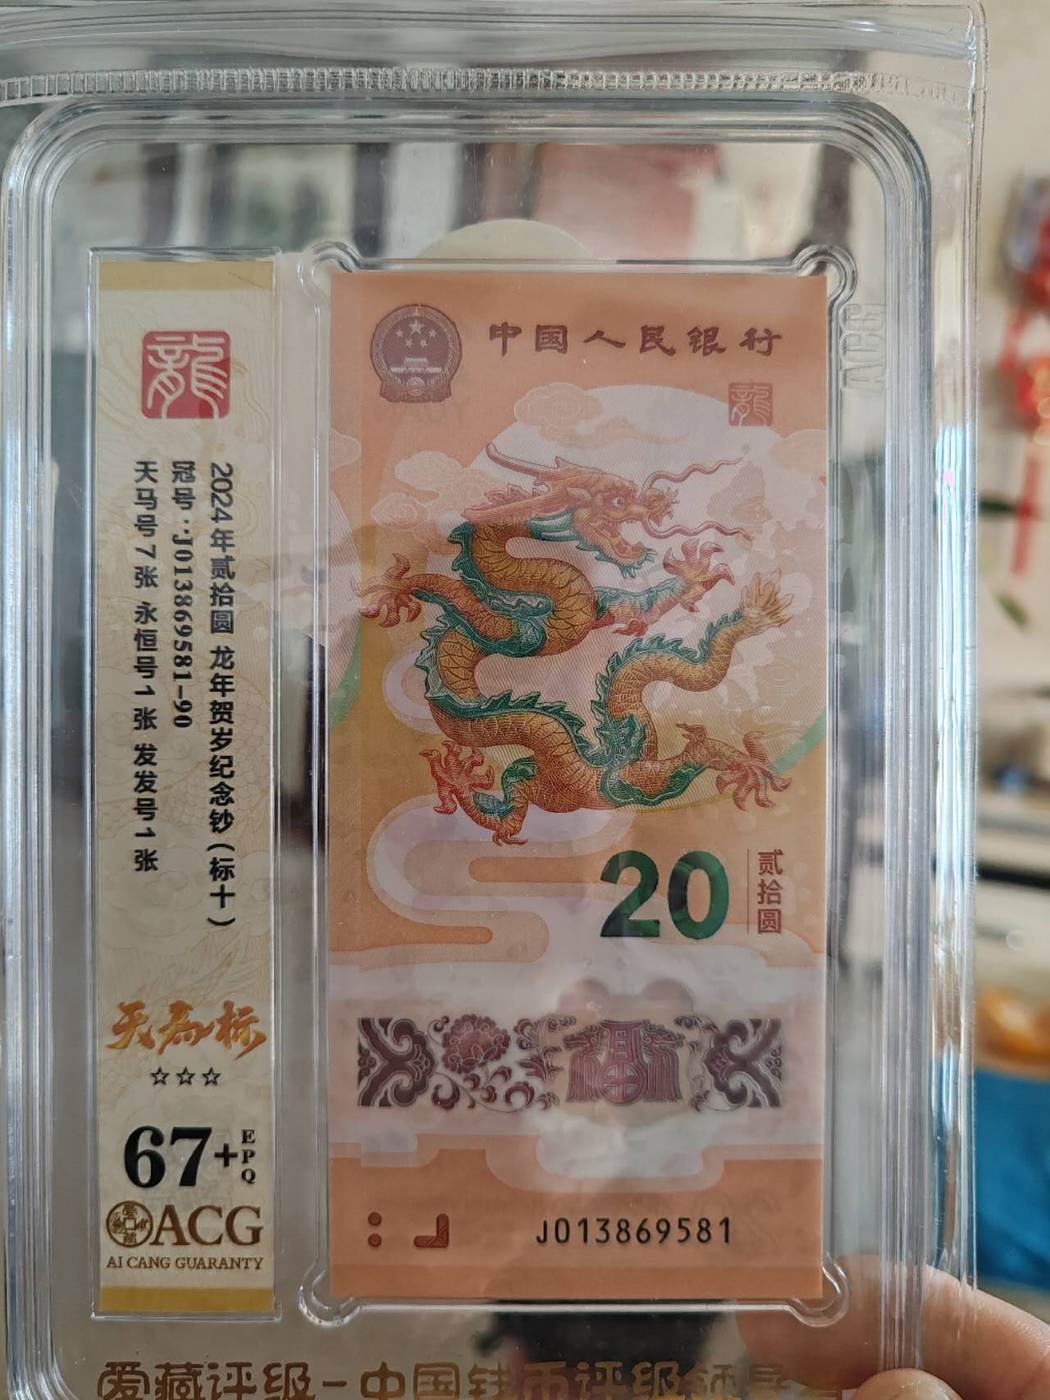 龍
2024年贰拾圆 龙年贺岁纪念钞(标十)
冠号:J013869581-90
天马号7张 永恒号1张 发发号1张
天为标
☆☆☆
67+EPQ
ACG
AI CANG GUARANTY
中国人民银行
龍
20
贰拾圆
J013869581
ACG
爱藏评级-中国钱币评级领导者